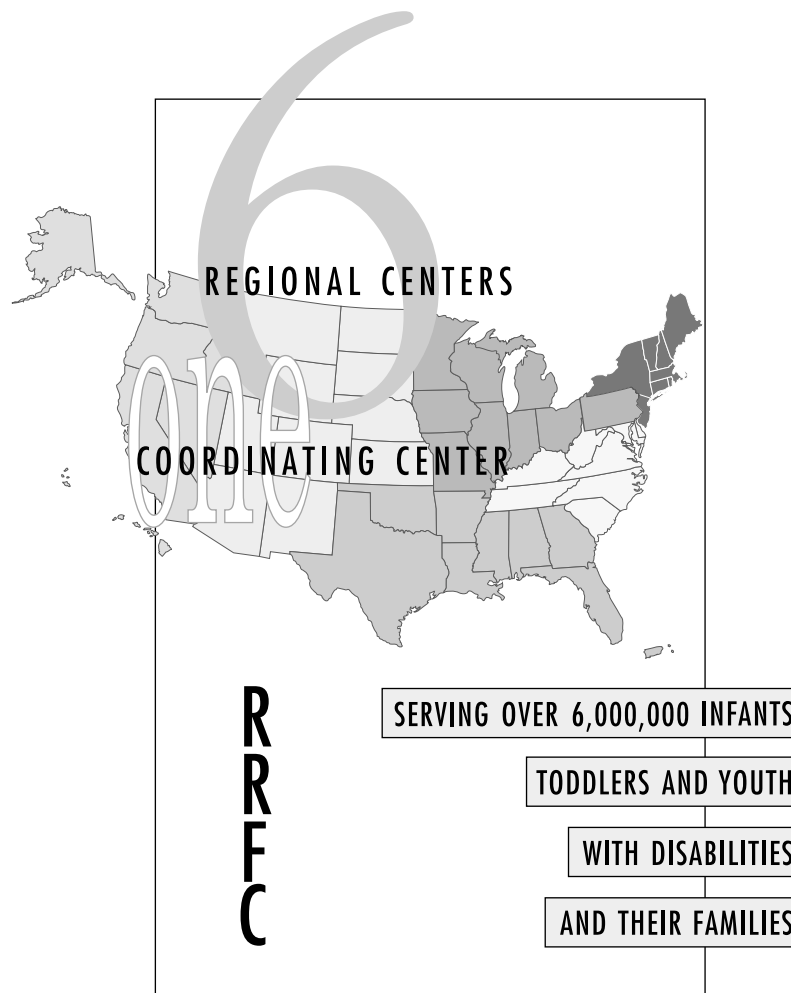 6
REGIONAL CENTERS
one
COORDINATING CENTER
RRFC
SERVING OVER 6,000,000 INFANTS
TODDLERS AND YOUTH
WITH DISABILITIES
AND THEIR FAMILIES